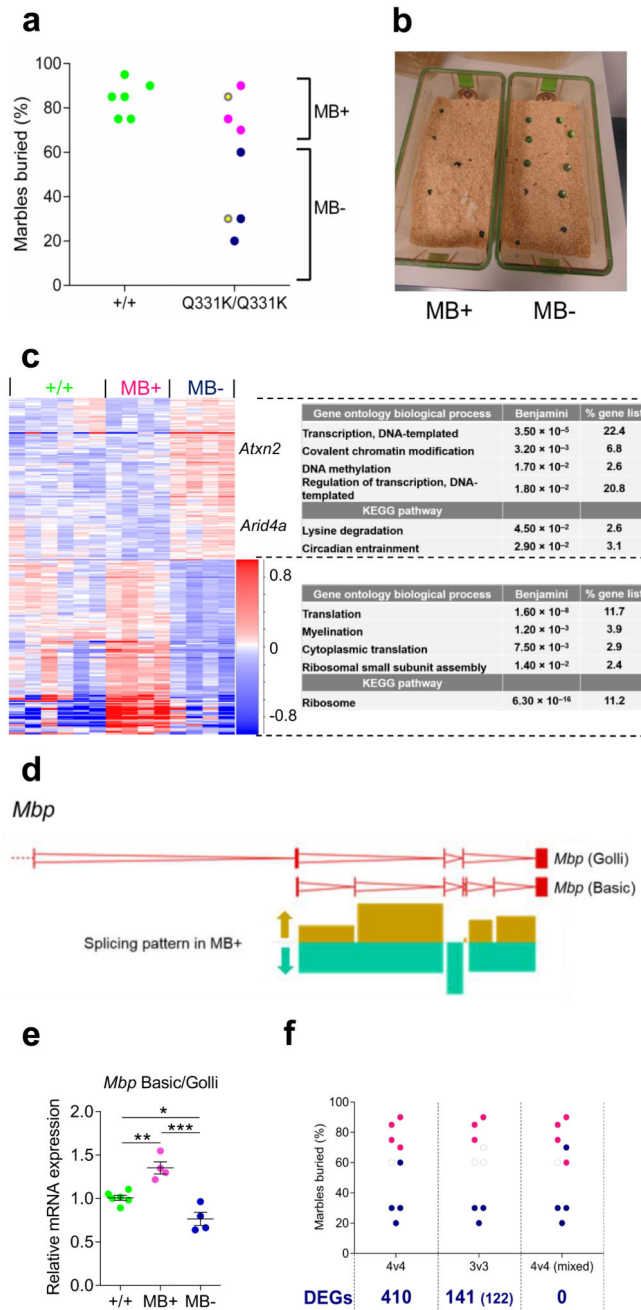 a
b
Marbles buried (%)
100
80
60
40
20
0
+/+
Q331K/Q331K
MB+
MB-
MB+
MB-
c
+/+
MB+
MB-
Atxn2
Arid4a
0.8
0
-0.8
Gene ontology biological process Benjamini % gene list
Transcription, DNA-templated 3.50 × 10⁻⁵ 22.4
Covalent chromatin modification 3.20 × 10⁻³ 6.8
DNA methylation 1.70 × 10⁻² 2.6
Regulation of transcription, DNA-templated 1.80 × 10⁻² 20.8
KEGG pathway
Lysine degradation 4.50 × 10⁻² 2.6
Circadian entrainment 2.90 × 10⁻² 3.1
Gene ontology biological process Benjamini % gene list
Translation 1.60 × 10⁻⁸ 11.7
Myelination 1.20 × 10⁻³ 3.9
Cytoplasmic translation 7.50 × 10⁻³ 2.9
Ribosomal small subunit assembly 1.40 × 10⁻² 2.4
KEGG pathway
Ribosome 6.30 × 10⁻¹⁶ 11.2
d
Mbp
Mbp (Golli)
Mbp (Basic)
Splicing pattern in MB+
e
Mbp Basic/Golli
Relative mRNA expression
2.0
1.5
1.0
0.5
0.0
*
** ***
+/+ MB+ MB-
f
Marbles buried (%)
100
80
60
40
20
0
4v4 3v3 4v4 (mixed)
DEGs 410 141 (122) 0